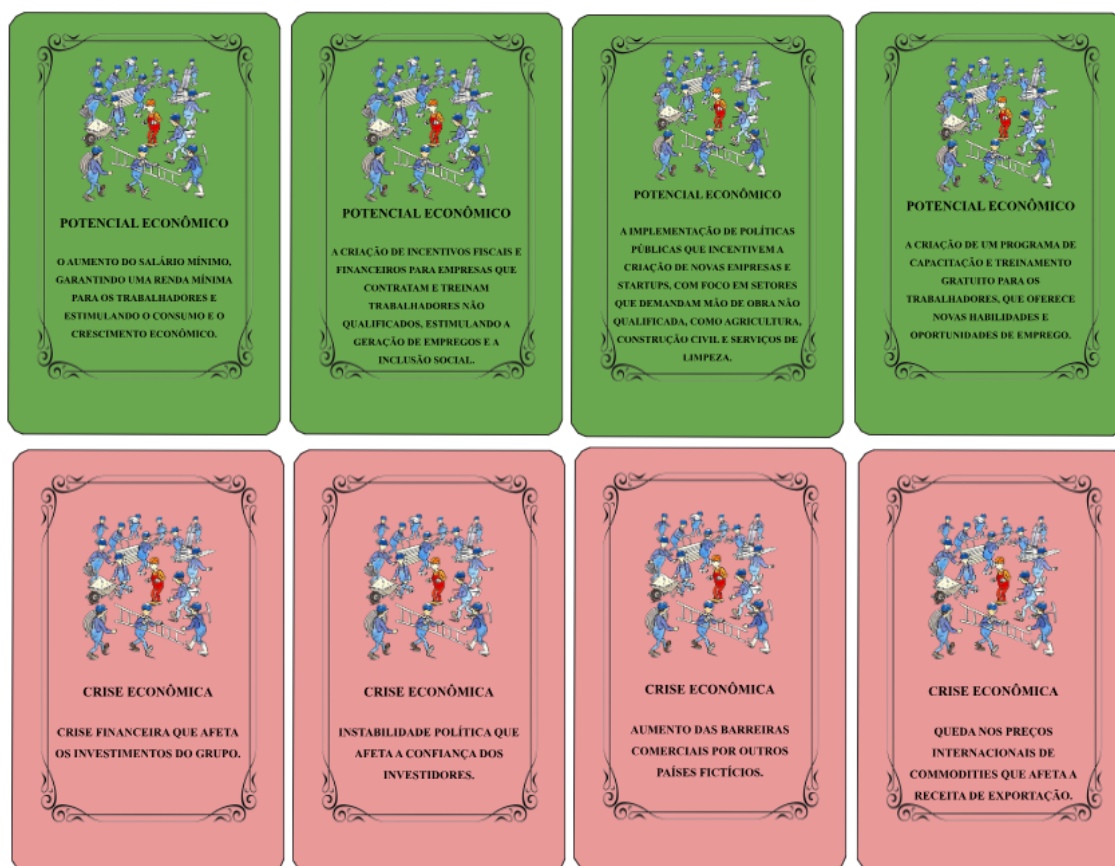 POTENCIAL ECONÔMICO
O AUMENTO DO SALÁRIO MÍNIMO,
GARANTINDO UMA RENDA MÍNIMA
PARA OS TRABALHADORES E
ESTIMULANDO O CONSUMO E O
CRESCIMENTO ECONÔMICO.
POTENCIAL ECONÔMICO
A CRIAÇÃO DE INCENTIVOS FISCAIS E
FINANCEIROS PARA EMPRESAS QUE
CONTRATAM E TREINAM
TRABALHADORES NÃO
QUALIFICADOS, ESTIMULANDO A
GERAÇÃO DE EMPREGOS E A
INCLUSÃO SOCIAL.
POTENCIAL ECONÔMICO
A IMPLEMENTAÇÃO DE POLÍTICAS
PÚBLICAS QUE INCENTIVEM A
CRIAÇÃO DE NOVAS EMPRESAS E
STARTUPS, COM FOCO EM SETORES
QUE DEMANDAM MÃO DE OBRA NÃO
QUALIFICADA, COMO AGRICULTURA,
CONSTRUÇÃO CIVIL E SERVIÇOS DE
LIMPEZA.
POTENCIAL ECONÔMICO
A CRIAÇÃO DE UM PROGRAMA DE
CAPACITAÇÃO E TREINAMENTO
GRATUITO PARA OS
TRABALHADORES, QUE OFERECE
NOVAS HABILIDADES E
OPORTUNIDADES DE EMPREGO.
CRISE ECONÔMICA
CRISE FINANCEIRA QUE AFETA
OS INVESTIMENTOS DO GRUPO.
CRISE ECONÔMICA
INSTABILIDADE POLÍTICA QUE
AFETA A CONFIANÇA DOS
INVESTIDORES.
CRISE ECONÔMICA
AUMENTO DAS BARREIRAS
COMERCIAIS POR OUTROS
PAÍSES FICTÍCIOS.
CRISE ECONÔMICA
QUEDA NOS PREÇOS
INTERNACIONAIS DE
COMMODITIES QUE AFETA A
RECEITA DE EXPORTAÇÃO.